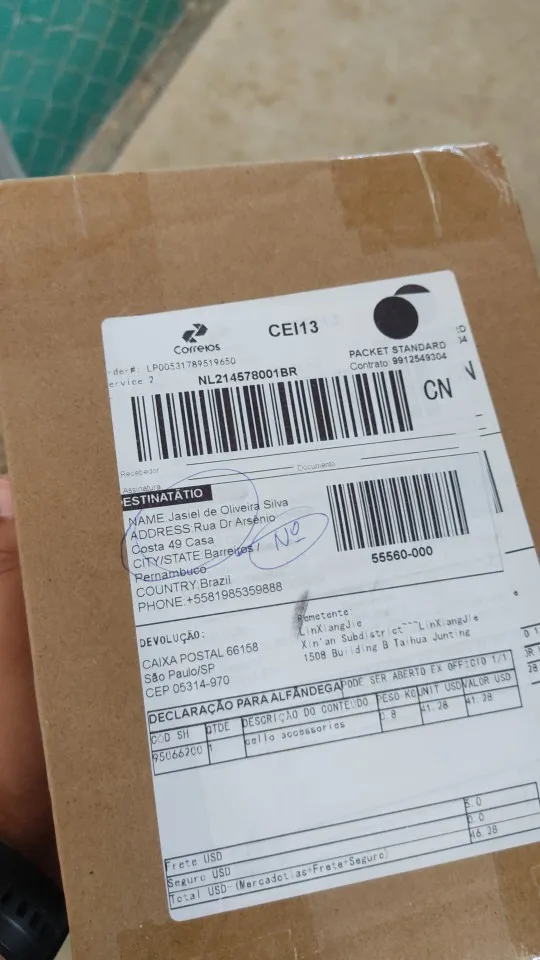 Correios
CEI13
PACKET STANDARD
Contrato 9912549304
der#: LP00531789519650
ervice 2
NL214578001BR
CN
Recebedor
Documento
Assinatura
ESTINATÁTIO
NAME:Jasiel de Oliveira Silva
ADDRESS:Rua Dr Arsênio
Costa 49 Casa
CITY/STATE:Barreiros /
Pernambuco
COUNTRY:Brazil
PHONE:+5581985359888
Nº
55560-000
DEVOLUÇÃO:
CAIXA POSTAL 66158
São Paulo/SP
CEP 05314-970
Remetente:
LinXiangJie
Xin'an Subdistrict~~~LinXiangJie
1508 Building B Taihua Junting
DECLARAÇÃO PARA ALFÂNDEGA PODE SER ABERTO EX OFFICIO 1/1
COD SH QTDE DESCRIÇÃO DO CONTEUDO PESO KG UNIT USD VALOR USD
95066200 1 cello accessories 0.8 41.28 41.28
Frete USD 5.0
Seguro USD 0.0
Total USD-(Mercadotias+Frete+Seguro) 46.28